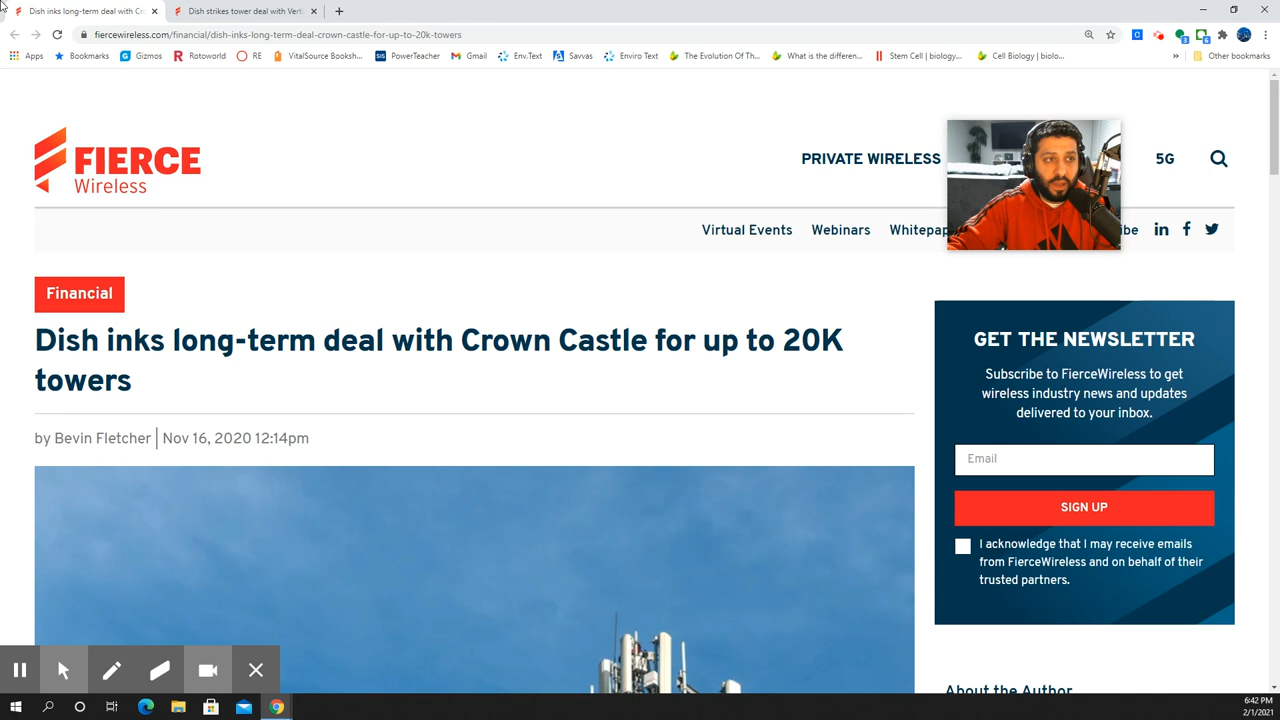 Dish inks long-term deal with Cro
Dish strikes tower deal with Vert
fiercewireless.com/financial/dish-inks-long-term-deal-crown-castle-for-up-to-20k-towers
Apps
Bookmarks
Gizmos
Rotoworld
RE
VitalSource Booksh...
PowerTeacher
Gmail
Env.Text
Savvas
Enviro Text
The Evolution Of Th...
What is the differen...
Stem Cell | biology...
Cell Biology | biolo...
»
Other bookmarks
FIERCE
Wireless
PRIVATE WIRELESS
5G
Virtual Events
Webinars
Whitepap
ibe
Financial
Dish inks long-term deal with Crown Castle for up to 20K
towers
by Bevin Fletcher | Nov 16, 2020 12:14pm
GET THE NEWSLETTER
Subscribe to FierceWireless to get
wireless industry news and updates
delivered to your inbox.
Email
SIGN UP
I acknowledge that I may receive emails
from FierceWireless and on behalf of their
trusted partners.
About the Author
6:42 PM
2/1/2021